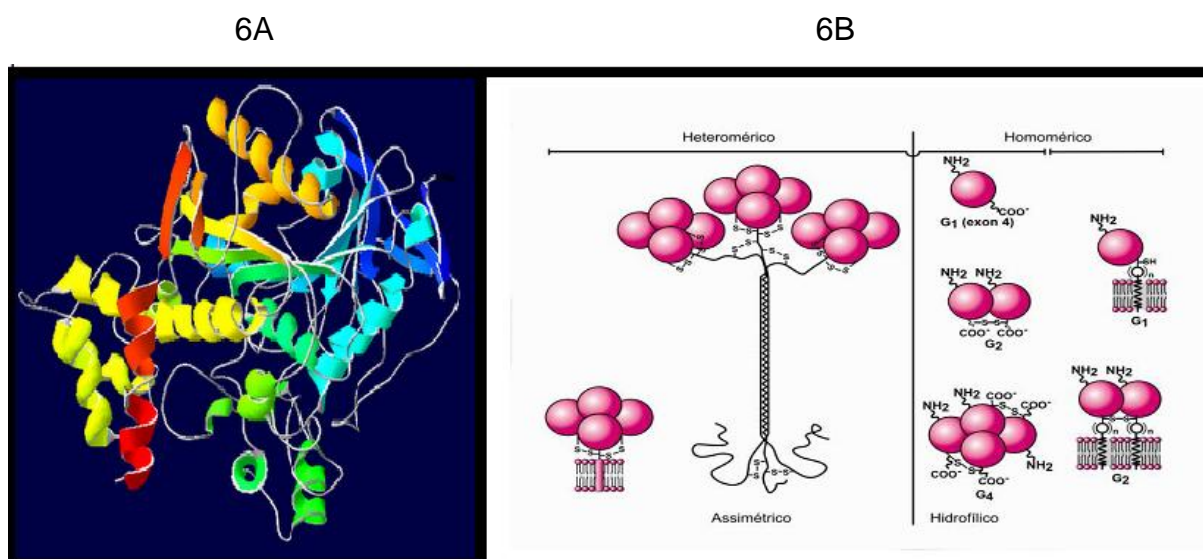 6A
6B
Heteromérico
Homomérico
NH2
COO-
G1 (exon 4)
NH2
SH
n
G1
NH2 NH2
COO- S-S COO-
G2
NH2
COO-
S-S
COO-
NH2
COO-
S-S
COO-
G4
NH2 NH2
S-S
n
n
G2
S-S
S-S
S-S
S-S
S-S
S-S
S-S
S-S
S-S
S-S
Assimétrico
Hidrofílico